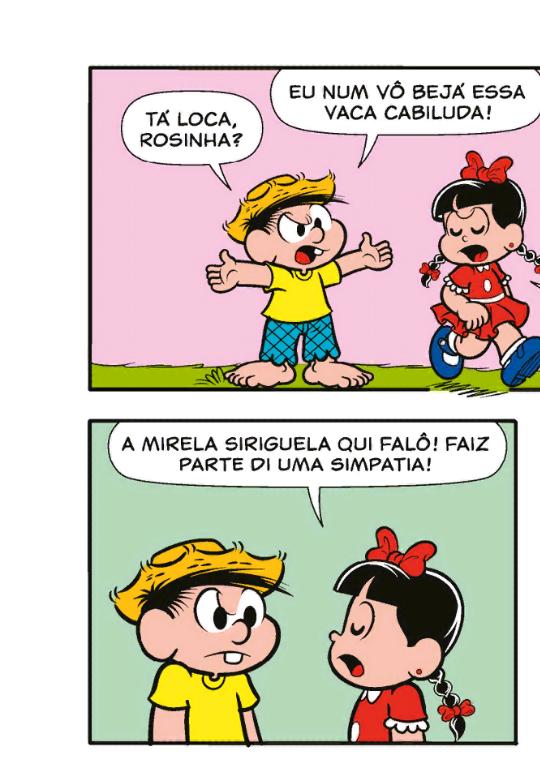 TÁ LOCA,
ROSINHA?
EU NUM VÔ BEJÁ ESSA
VACA CABILUDA!
A MIRELA SIRIGUELA QUI FALÔ! FAIZ
PARTE DI UMA SIMPATIA!